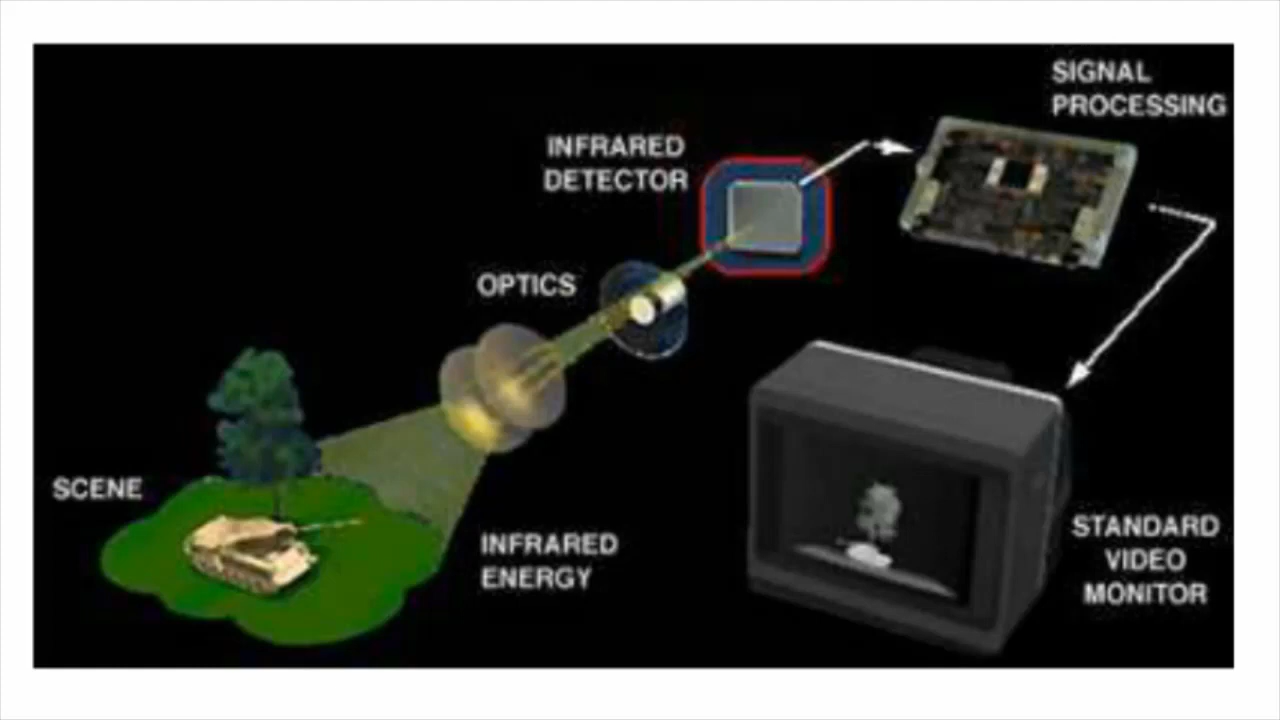 SIGNAL
PROCESSING
INFRARED
DETECTOR
OPTICS
SCENE
INFRARED
ENERGY
STANDARD
VIDEO
MONITOR